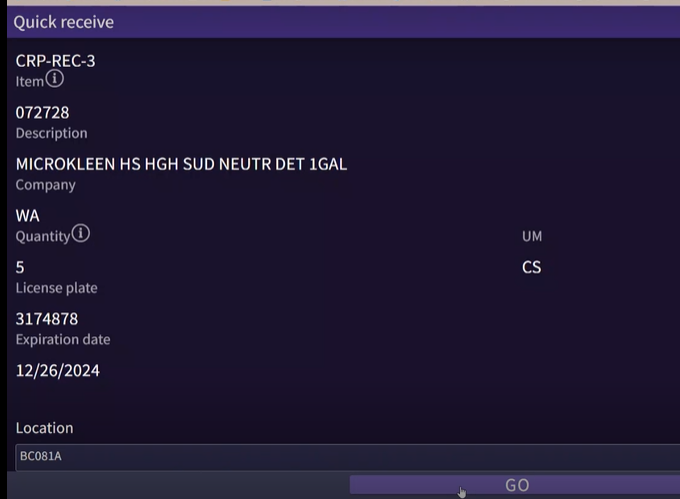 Quick receive
CRP-REC-3
Item
072728
Description
MICROKLEEN HS HGH SUD NEUTR DET 1GAL
Company
WA
Quantity UM
5 CS
License plate
3174878
Expiration date
12/26/2024
Location
BC081A
GO